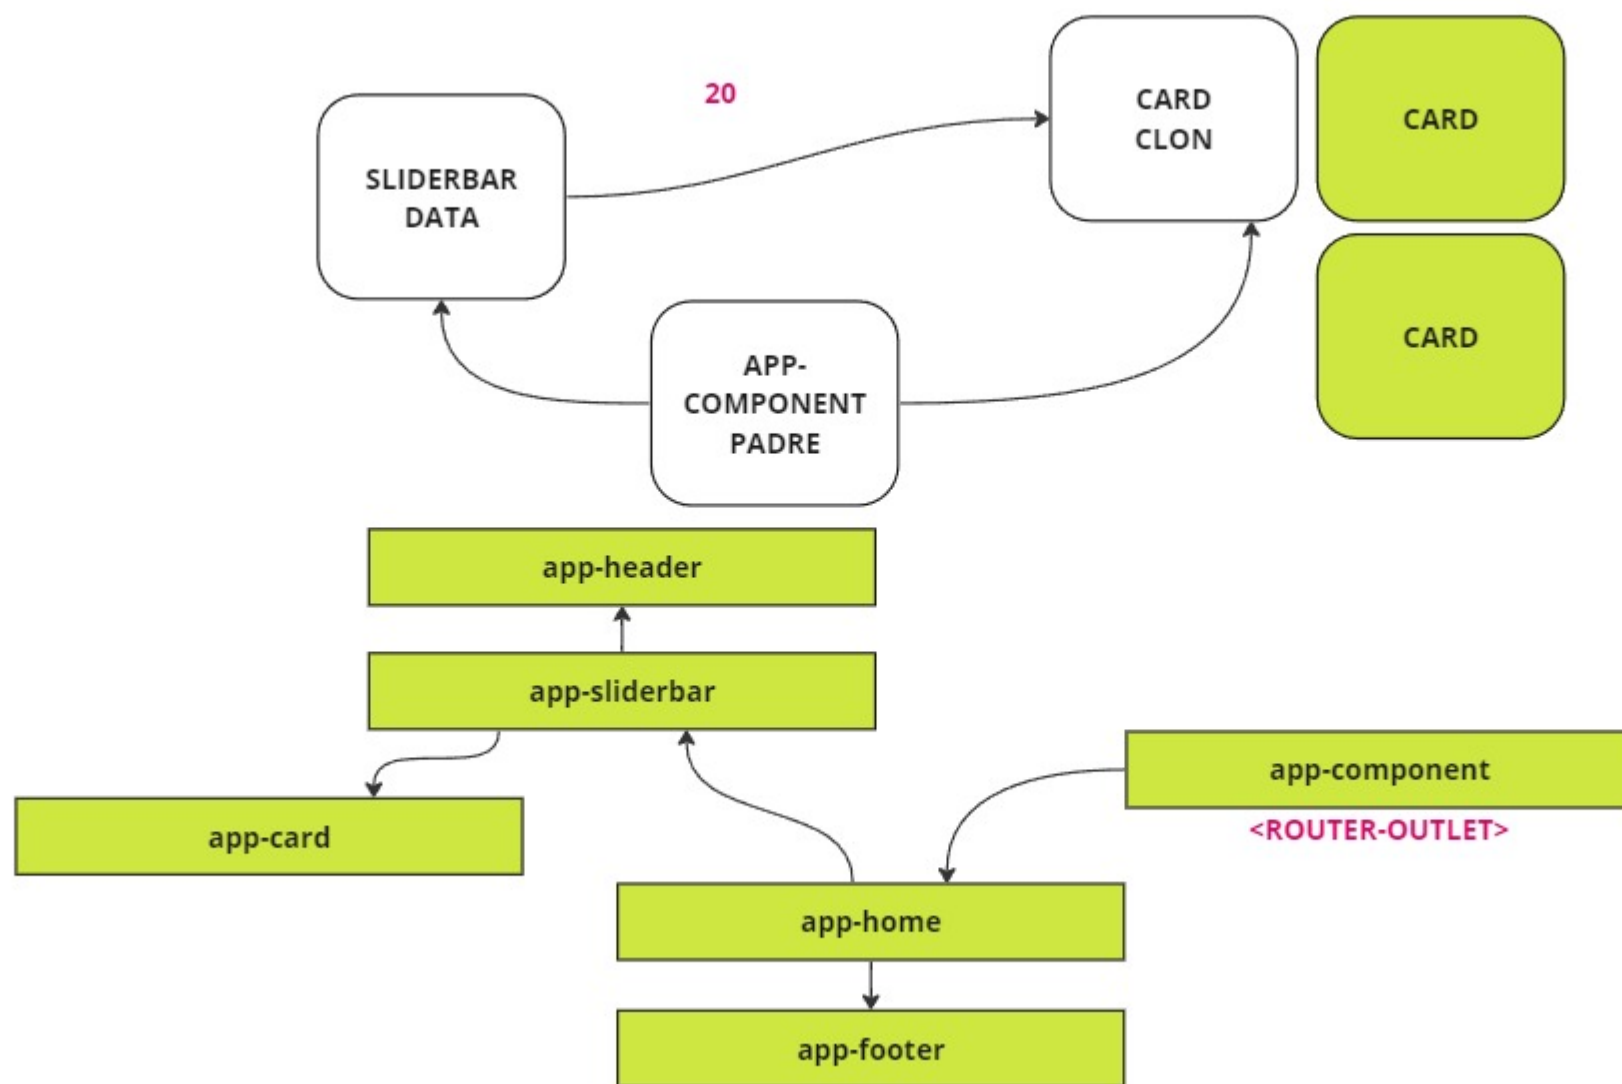 20
CARD
CLON
CARD
SLIDERBAR
DATA
CARD
APP-
COMPONENT
PADRE
app-header
app-sliderbar
app-component
<ROUTER-OUTLET>
app-card
app-home
app-footer